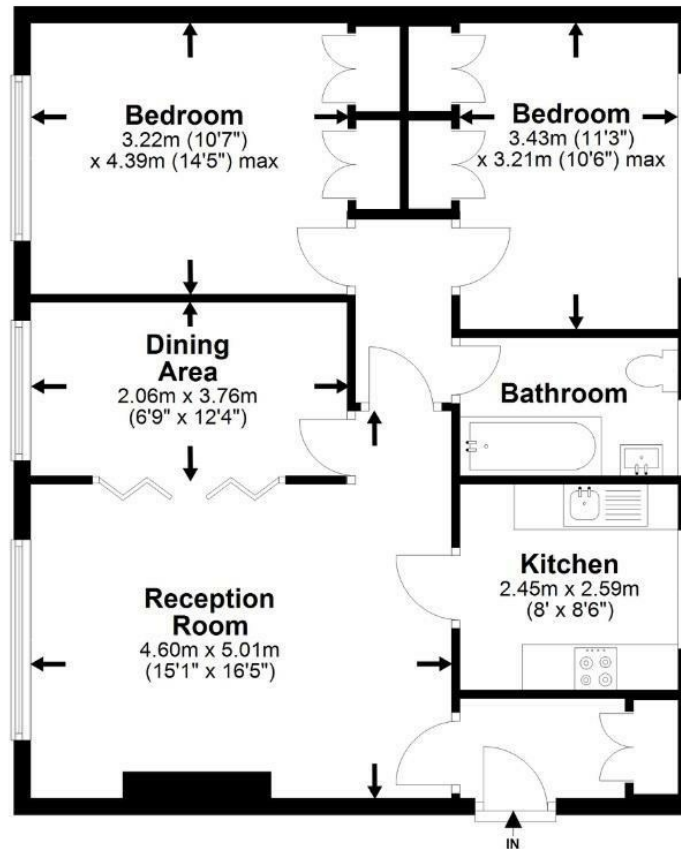 Bedroom
3.22m (10'7")
x 4.39m (14'5") max
Bedroom
3.43m (11'3")
x 3.21m (10'6") max
Dining
Area
2.06m x 3.76m
(6'9" x 12'4")
Bathroom
Kitchen
2.45m x 2.59m
(8' x 8'6")
Reception
Room
4.60m x 5.01m
(15'1" x 16'5")
IN